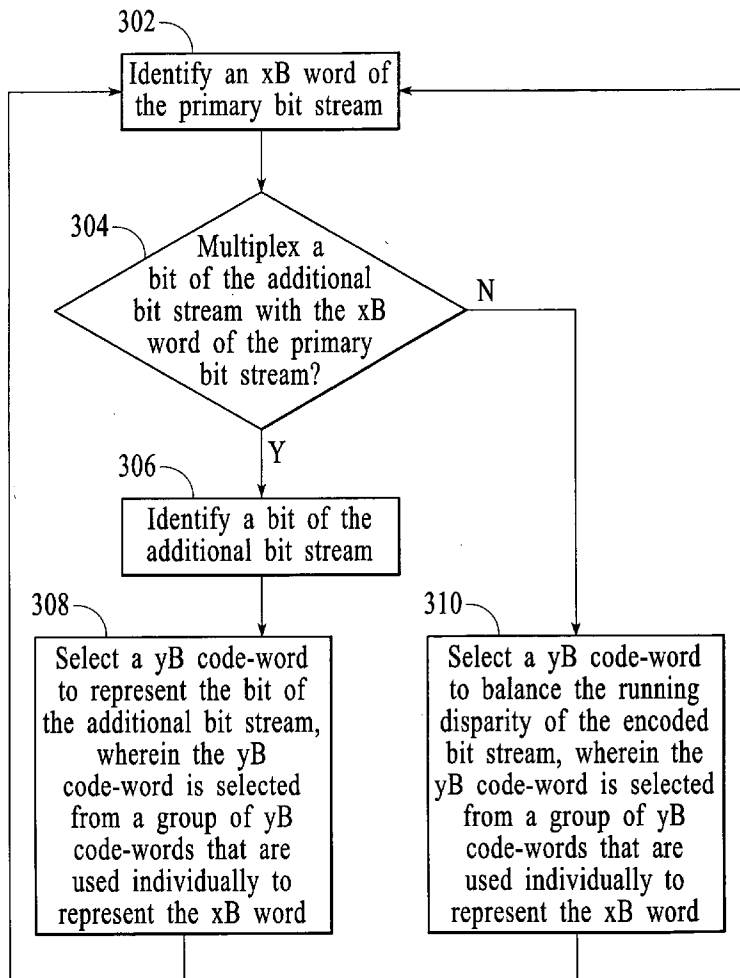 302
Identify an xB word of
the primary bit stream
304
Multiplex a
bit of the additional
bit stream with the xB
word of the primary
bit stream?
N
Y
306
Identify a bit of the
additional bit stream
308
Select a yB code-word
to represent the bit of
the additional bit stream,
wherein the yB
code-word is selected
from a group of yB
code-words that are
used individually to
represent the xB word
310
Select a yB code-word
to balance the running
disparity of the encoded
bit stream, wherein the
yB code-word is selected
from a group of yB
code-words that are
used individually to
represent the xB word